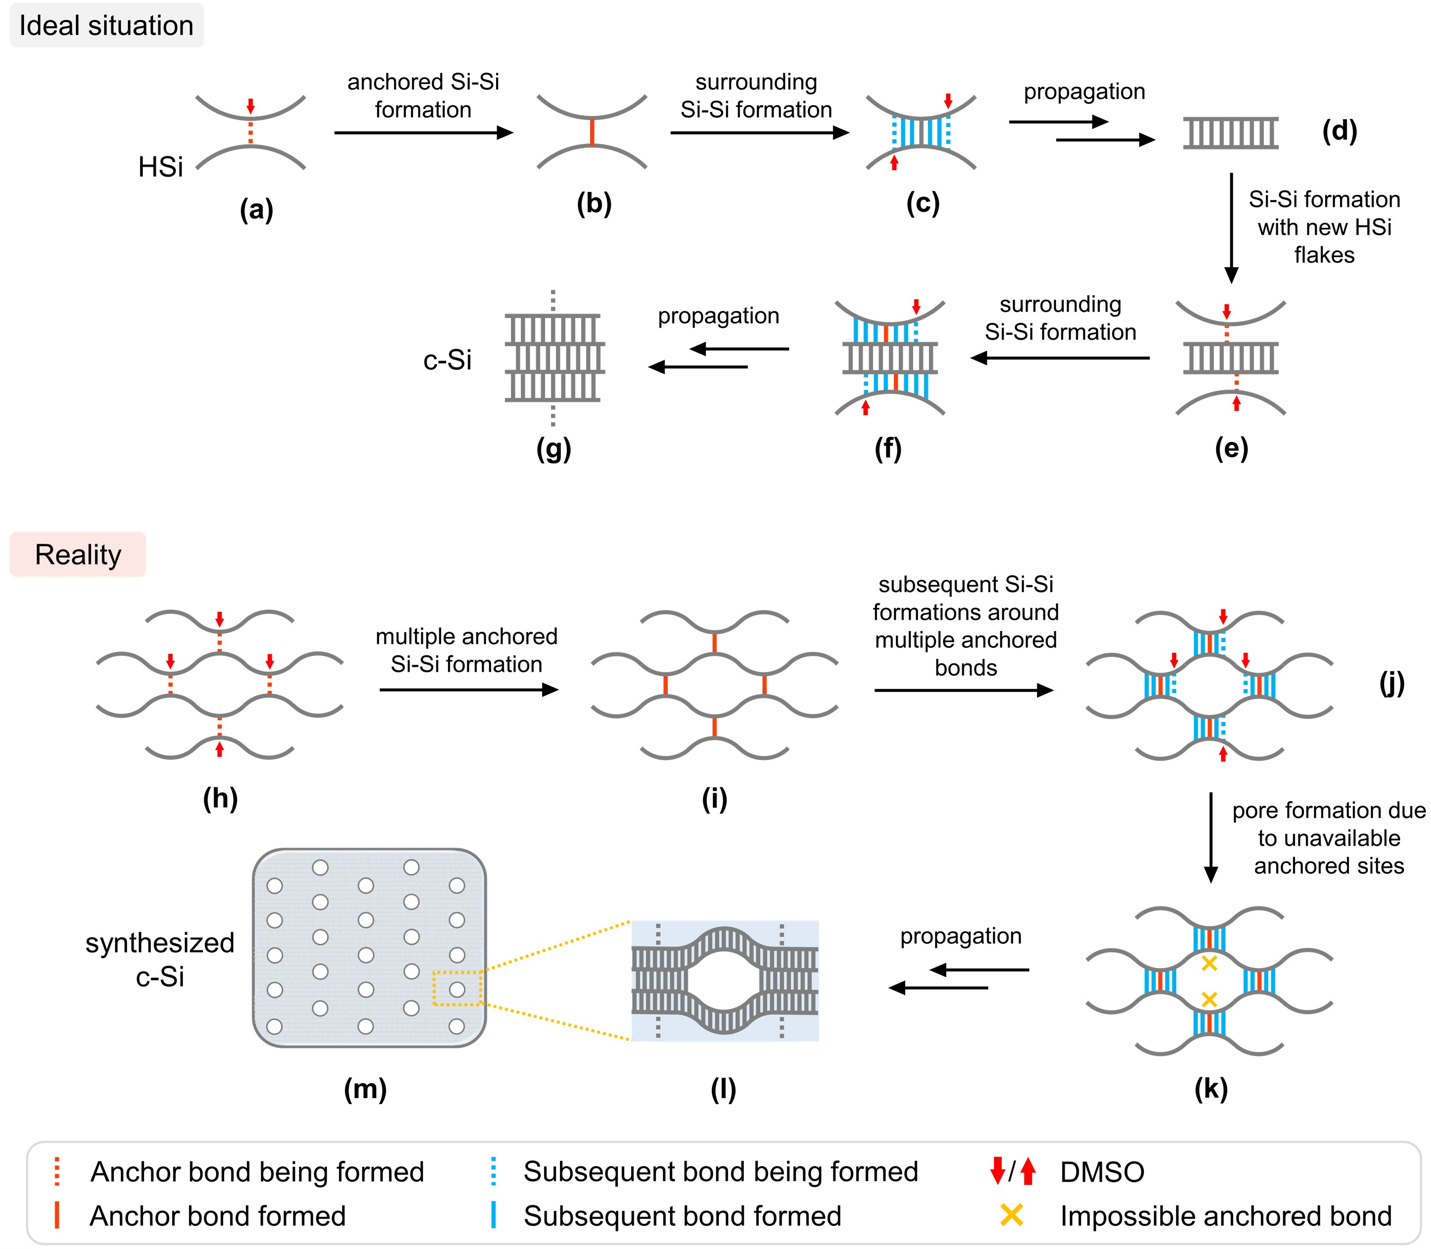 Ideal situation
anchored Si-Si
formation
surrounding
Si-Si formation
propagation
HSi
(a)
(b)
(c)
(d)
Si-Si formation
with new HSi
flakes
surrounding
Si-Si formation
propagation
c-Si
(g)
(f)
(e)
Reality
multiple anchored
Si-Si formation
subsequent Si-Si
formations around
multiple anchored
bonds
(h)
(i)
(j)
pore formation due
to unavailable
anchored sites
propagation
synthesized
c-Si
(m)
(l)
(k)
Anchor bond being formed
Subsequent bond being formed
/ DMSO
Anchor bond formed
Subsequent bond formed
Impossible anchored bond